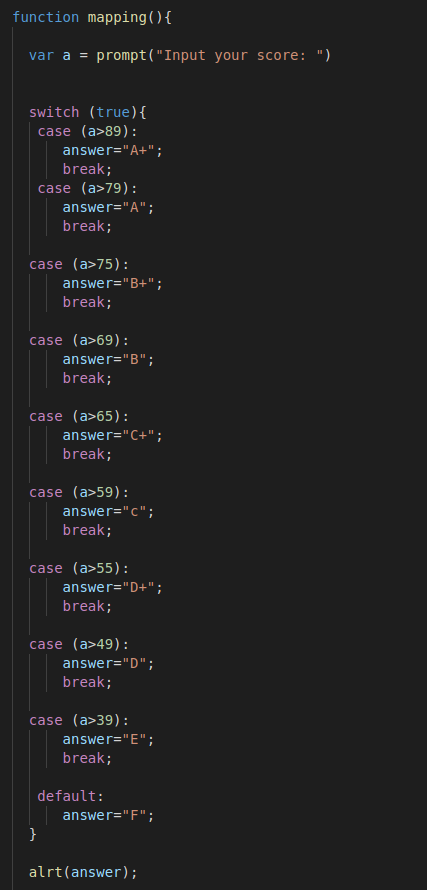 function mapping(){
var a = prompt("Input your score: ")
switch (true){
case (a>89):
answer="A+";
break;
case (a>79):
answer="A";
break;
case (a>75):
answer="B+";
break;
case (a>69):
answer="B";
break;
case (a>65):
answer="C+";
break;
case (a>59):
answer="c";
break;
case (a>55):
answer="D+";
break;
case (a>49):
answer="D";
break;
case (a>39):
answer="E";
break;
default:
answer="F";
}
alrt(answer);